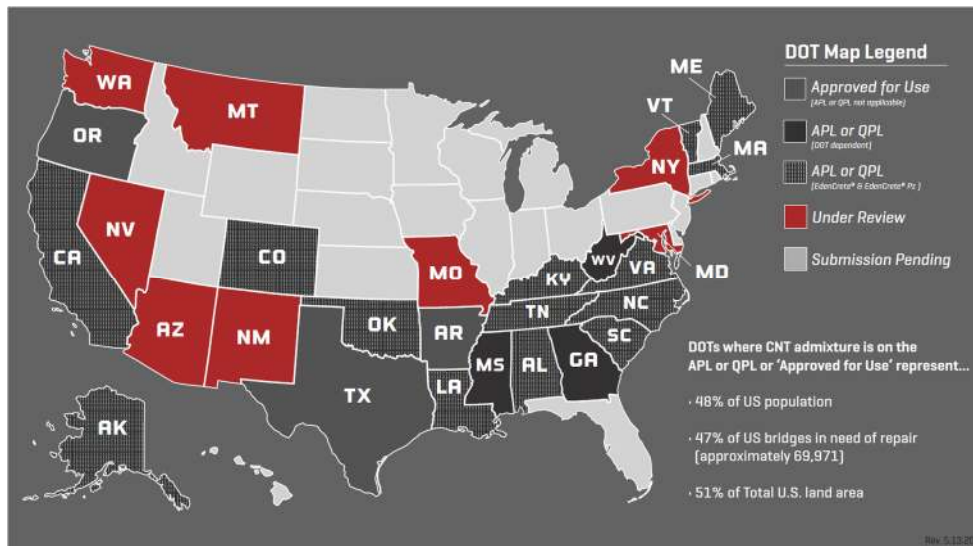 WA
MT
OR
NV
CA
CO
AZ
NM
OK
TX
AR
LA
MO
MS
AL
GA
TN
KY
WV
VA
NC
SC
AK
ME
VT
MA
NY
MD
DOT Map Legend
Approved for Use
[APL or QPL not applicable]
APL or QPL
[DOT dependent]
APL or QPL
[EdenCrete® & EdenCrete® Pz ]
Under Review
Submission Pending
DOTs where CNT admixture is on the
APL or QPL or 'Approved for Use' represent...
· 48% of US population
· 47% of US bridges in need of repair
(approximately 69,971)
· 51% of Total U.S. land area